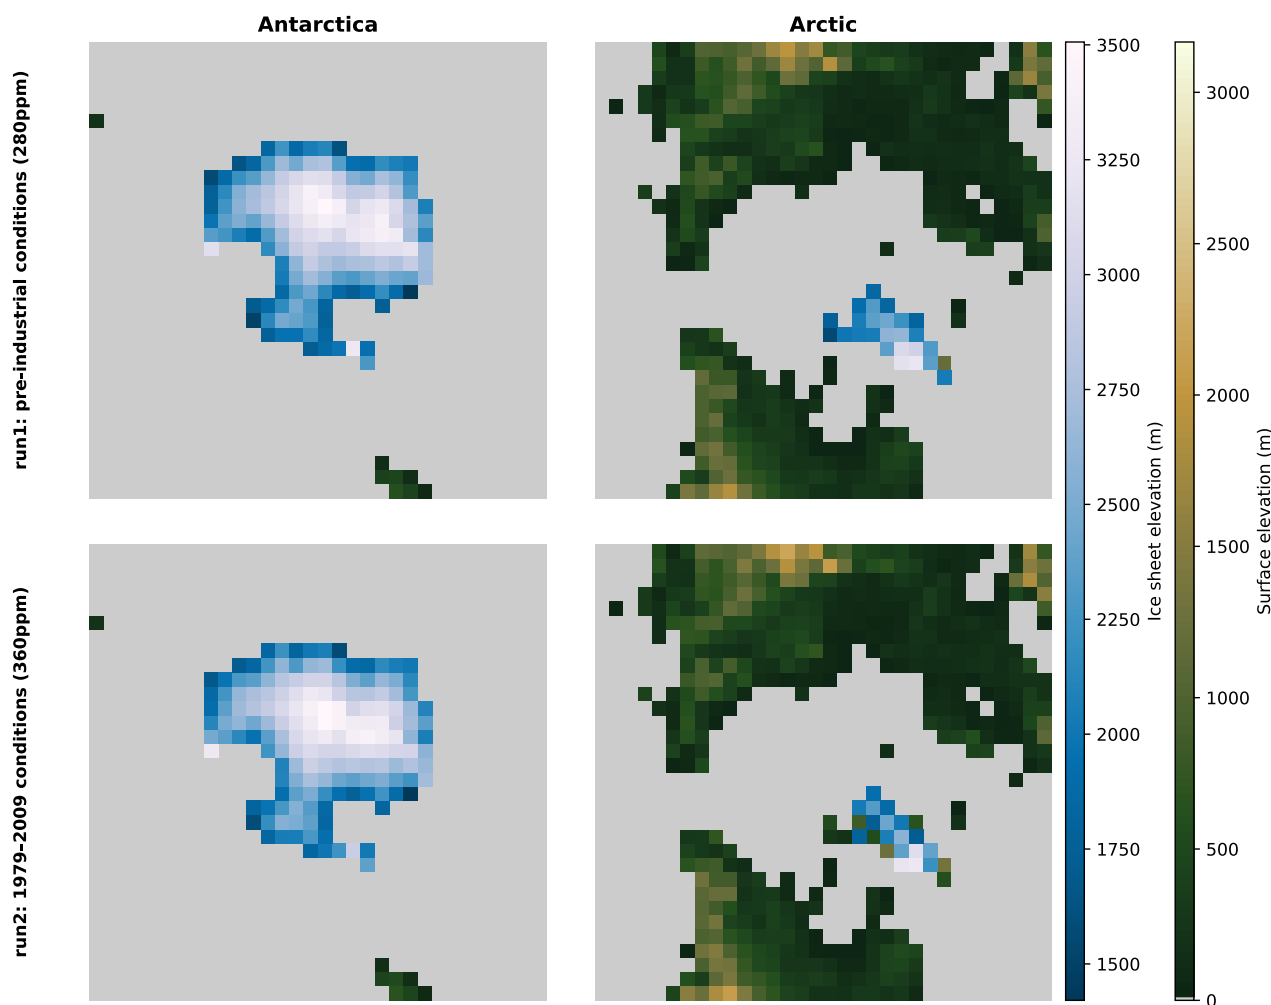 Antarctica
Arctic
run1: pre-industrial conditions (280ppm)
run2: 1979-2009 conditions (360ppm)
3500
3250
3000
2750
2500
2250
2000
1750
1500
Ice sheet elevation (m)
3000
2500
2000
1500
1000
500
0
Surface elevation (m)